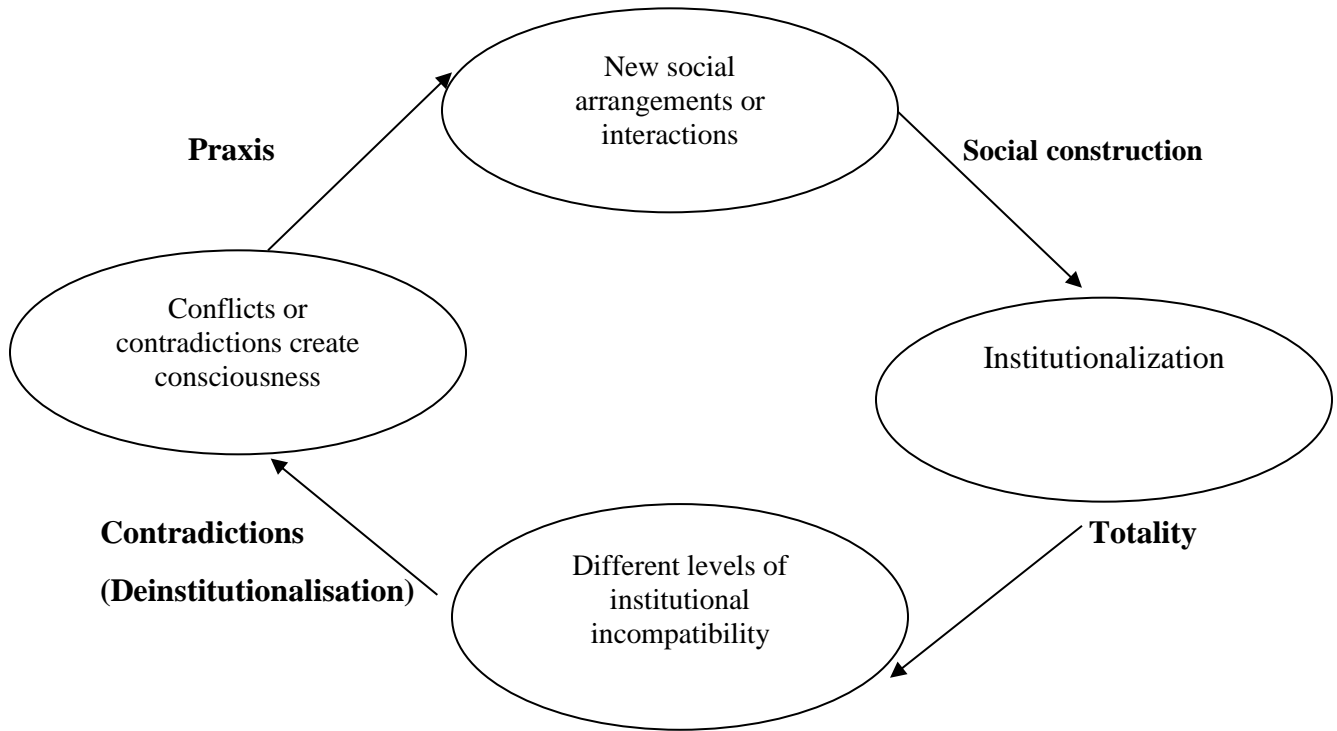 New social
arrangements or
interactions
Praxis
Social construction
Conflicts or
contradictions create
consciousness
Institutionalization
Contradictions
(Deinstitutionalisation)
Totality
Different levels of
institutional
incompatibility